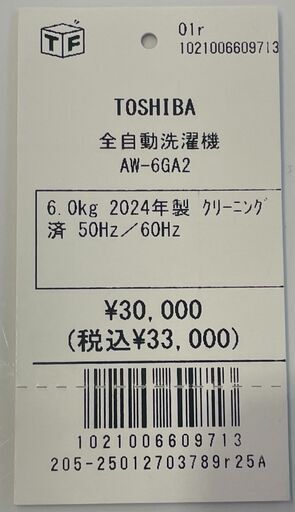 TF
01r
1021006609713
TOSHIBA
全自動洗濯機
AW-6GA2
6.0kg 2024年製 ｸﾘｰﾆﾝｸﾞ
済 50Hz／60Hz
¥30,000
(税込¥33,000)
1021006609713
205-25012703789r25A